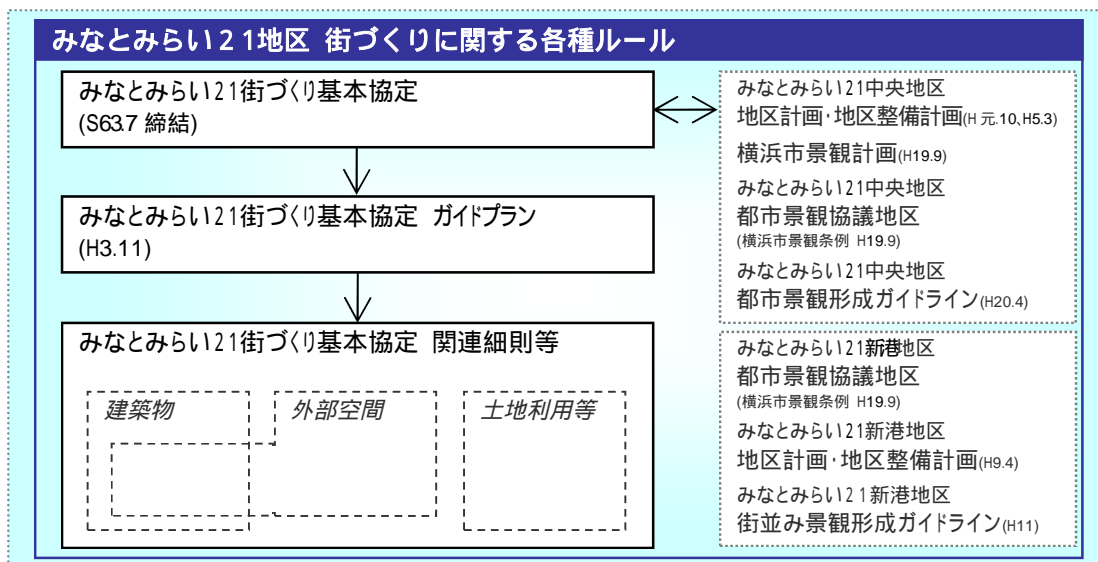 みなとみらい21地区 街づくりに関する各種ルール
みなとみらい21街づくり基本協定
(S63.7 締結)
みなとみらい21街づくり基本協定 ガイドプラン
(H3.11)
みなとみらい21街づくり基本協定 関連細則等
建築物
外部空間
土地利用等
みなとみらい21中央地区
地区計画・地区整備計画(H元.10、H5.3)
横浜市景観計画(H19.9)
みなとみらい21中央地区
都市景観協議地区
(横浜市景観条例 H19.9)
みなとみらい21中央地区
都市景観形成ガイドライン(H20.4)
みなとみらい21新港地区
都市景観協議地区
(横浜市景観条例 H19.9)
みなとみらい21新港地区
地区計画・地区整備計画(H9.4)
みなとみらい21新港地区
街並み景観形成ガイドライン(H11)